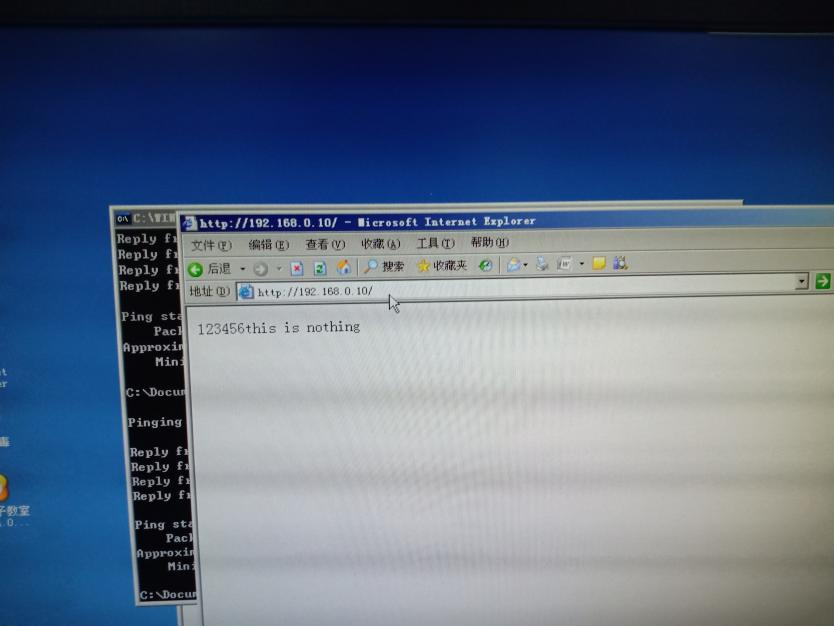 http://192.168.0.10/ - Microsoft Internet Explorer
文件(F) 编辑(E) 查看(V) 收藏(A) 工具(T) 帮助(H)
后退 搜索 收藏夹
地址(D) http://192.168.0.10/
123456this is nothing
C:\WIN
Reply fr
Reply fr
Reply fr
Reply fr
Ping sta
Pack
Approxim
Mini
C:\Docum
Pinging
Reply fr
Reply fr
Reply fr
Reply fr
Ping sta
Pack
Approxim
Mini
C:\Docum
毒
子教室